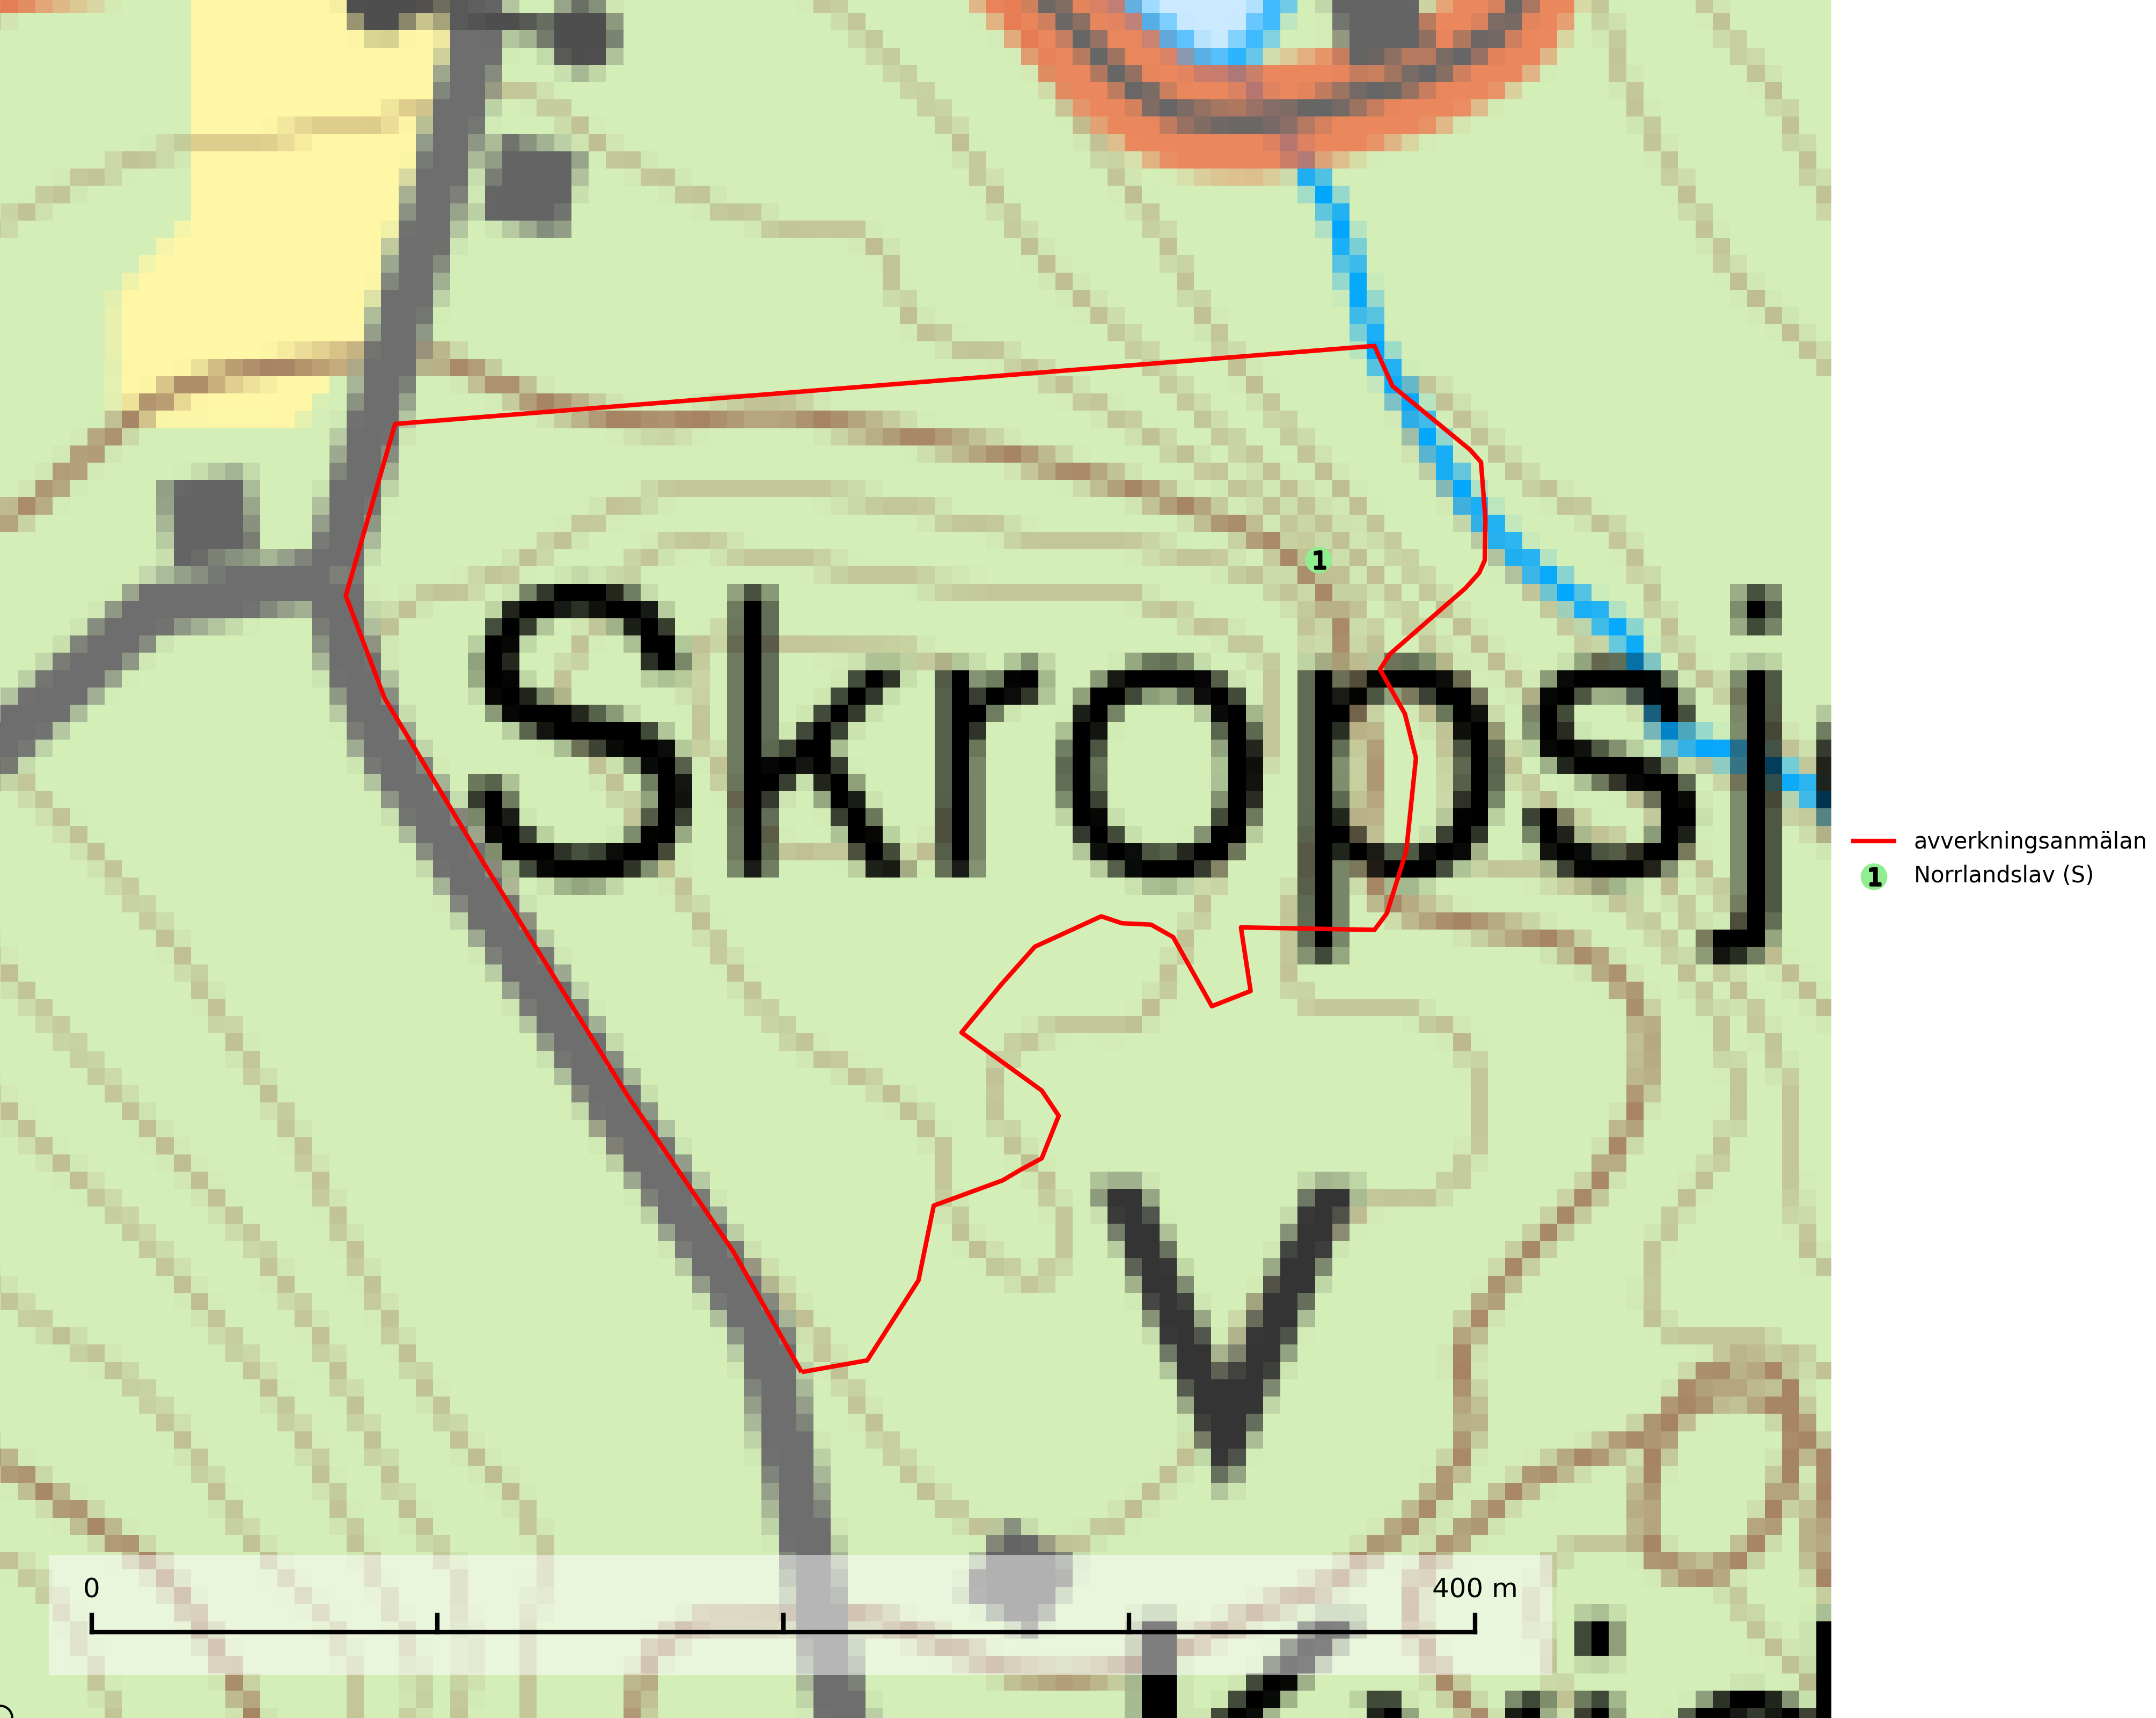 1
Skropsj
avverkningsanmälan
1 Norrlandslav (S)
V
0 400 m